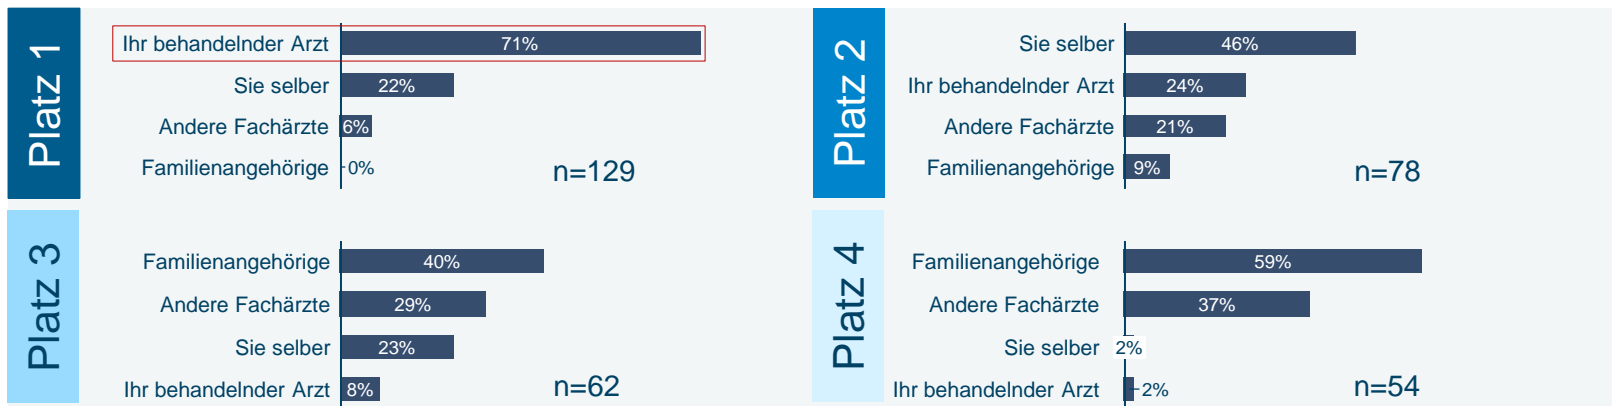 Platz 1
Ihr behandelnder Arzt 71%
Sie selber 22%
Andere Fachärzte 6%
Familienangehörige 0%
n=129
Platz 2
Sie selber 46%
Ihr behandelnder Arzt 24%
Andere Fachärzte 21%
Familienangehörige 9%
n=78
Platz 3
Familienangehörige 40%
Andere Fachärzte 29%
Sie selber 23%
Ihr behandelnder Arzt 8%
n=62
Platz 4
Familienangehörige 59%
Andere Fachärzte 37%
Sie selber 2%
Ihr behandelnder Arzt 2%
n=54